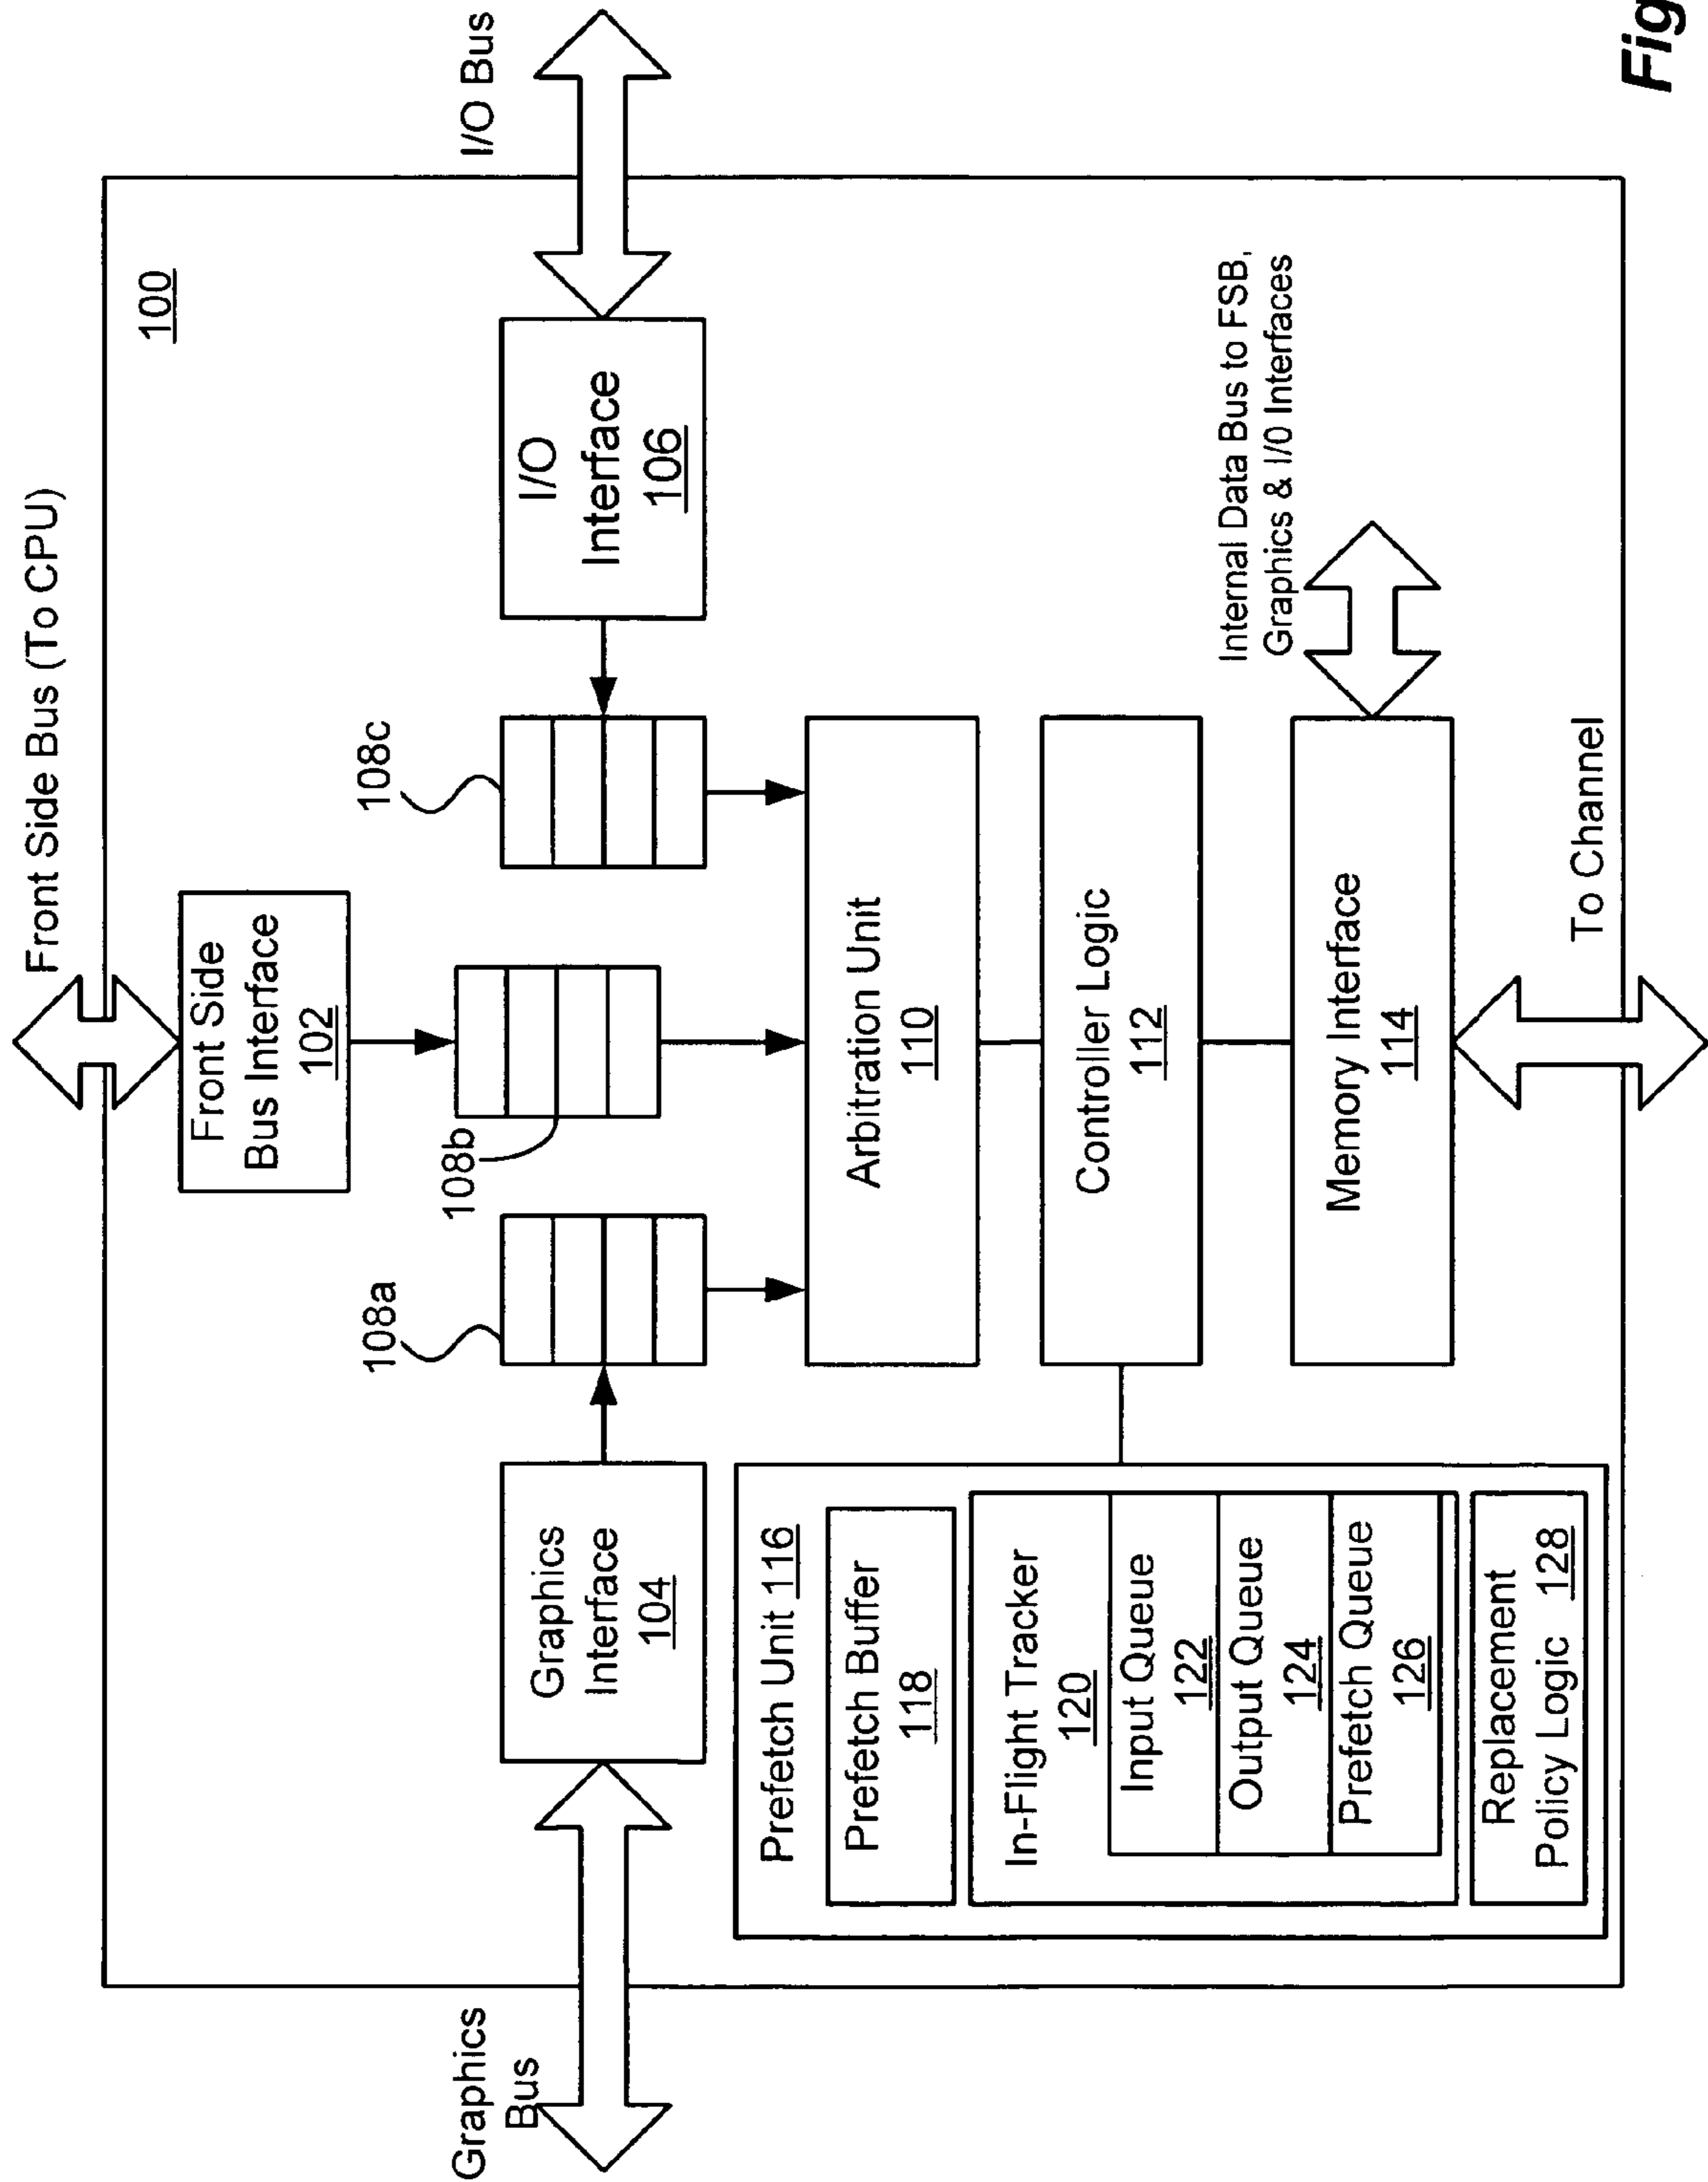 Front Side Bus (To CPU)
100
Front Side
Bus Interface
102
Graphics
Bus
I/O Bus
108a
108b
108c
Graphics
Interface
104
I/O
Interface
106
Arbitration Unit
110
Prefetch Unit 116
Prefetch Buffer
118
In-Flight Tracker
120
Input Queue
122
Output Queue
124
Prefetch Queue
126
Replacement
Policy Logic 128
Controller Logic
112
Internal Data Bus to FSB,
Graphics & I/0 Interfaces
Memory Interface
114
To Channel
Fig